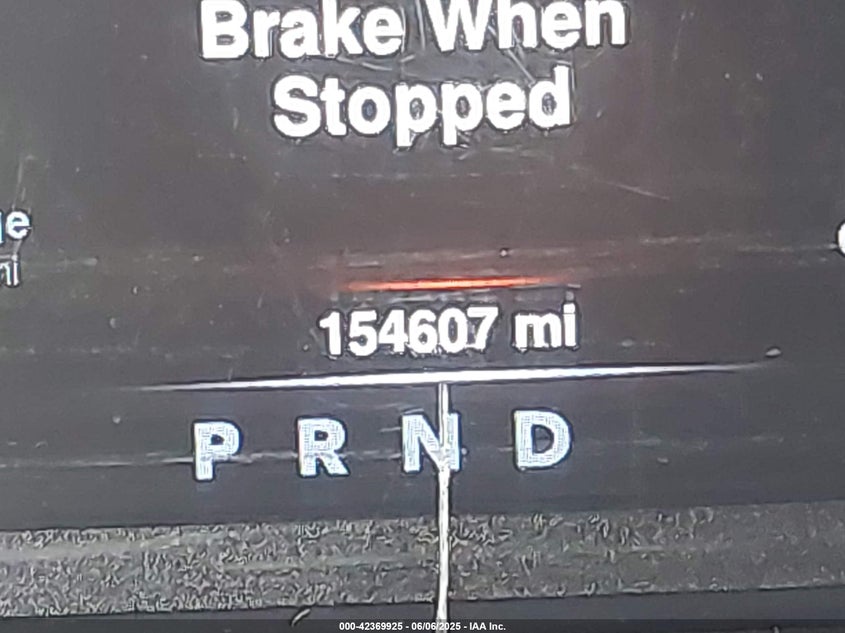 Brake When
Stopped
154607 mi
P R N D
000-42369925 - 06/06/2025 - IAA Inc.